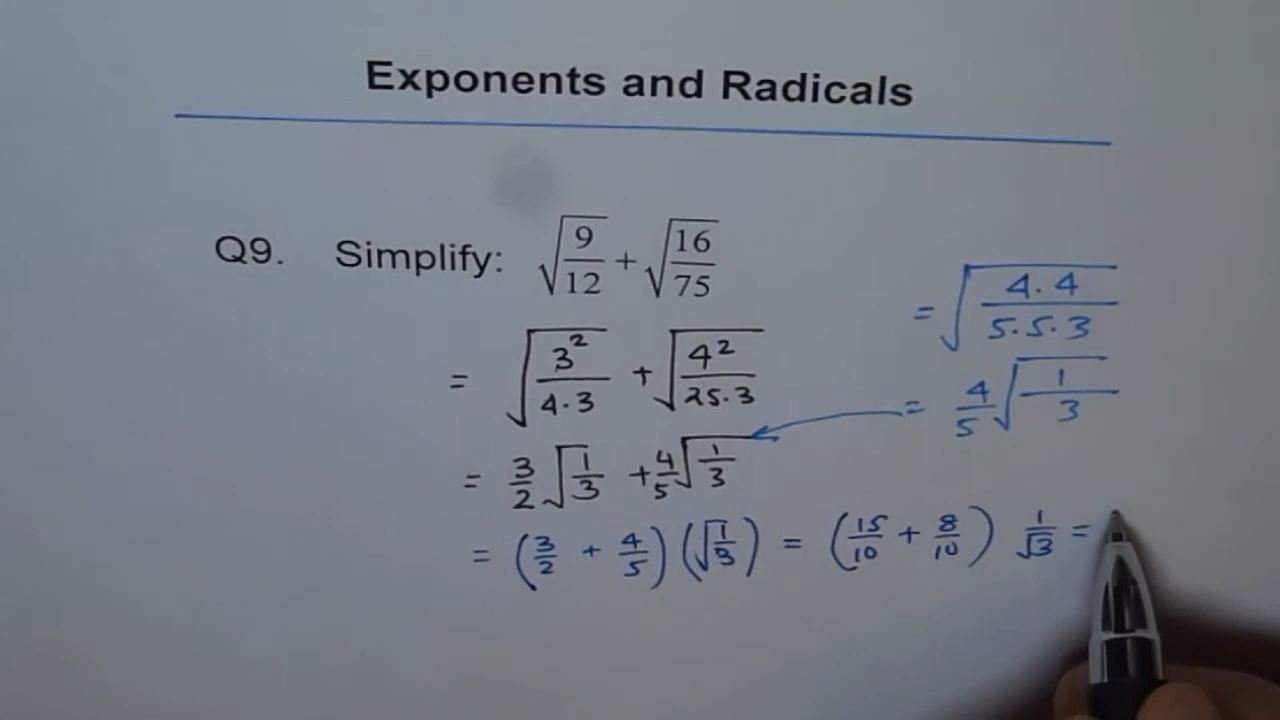 Exponents and Radicals
Q9. Simplify: √(9/12) + √(16/75)
= √(3²/4·3) + √(4²/25·3)
= 3/2 √(1/3) + 4/5 √(1/3)
= (3/2 + 4/5) (√(1/3)) = (15/10 + 8/10) 1/√3 =
= √(4·4/5·5·3)
= 4/5 √(1/3)